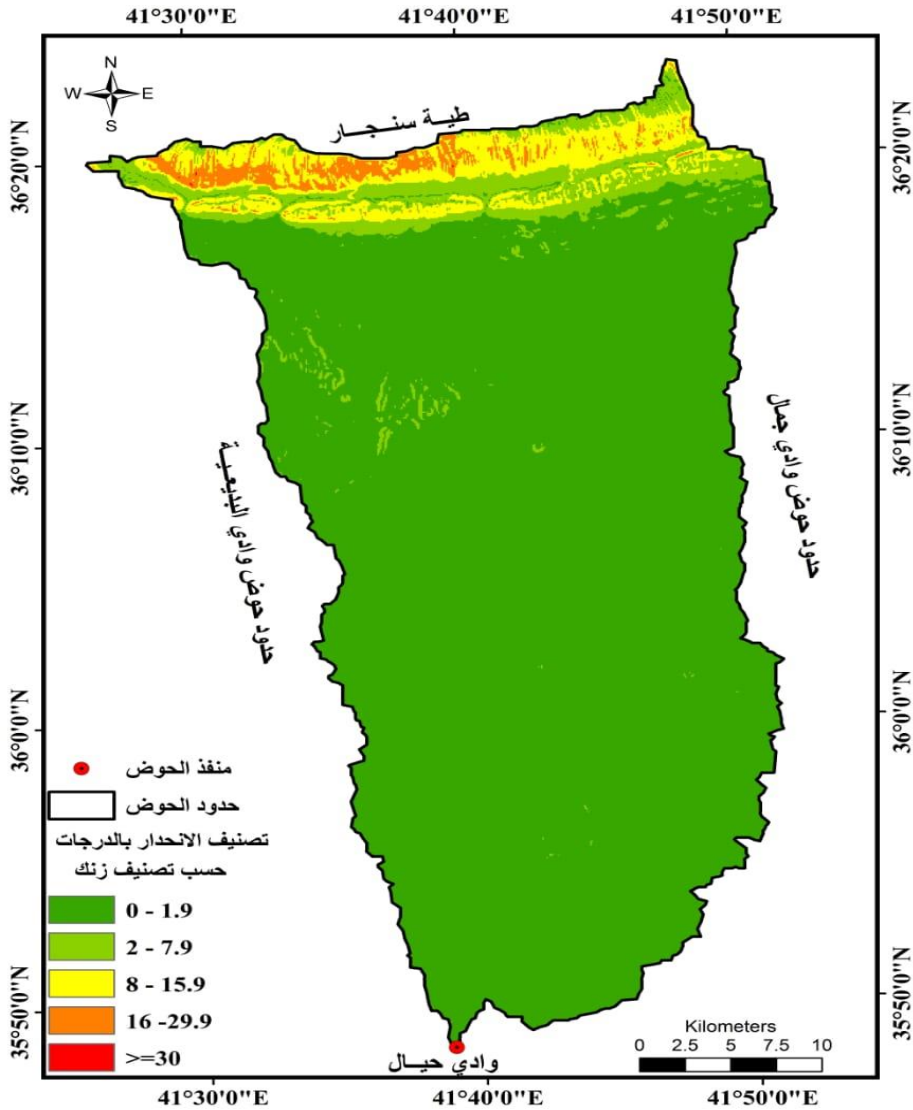 41°30'0"E
41°40'0"E
41°50'0"E
N
W
E
S
طية سنجار
36°20'0"N
36°20'0"N
36°10'0"N
36°10'0"N
حدود حوض وادي البديعية
حدود حوض وادي جمال
36°0'0"N
36°0'0"N
منفذ الحوض
حدود الحوض
تصنيف الانحدار بالدرجات
حسب تصنيف زنك
0 - 1.9
2 - 7.9
8 - 15.9
16 -29.9
>=30
35°50'0"N
35°50'0"N
وادي حيال
Kilometers
0 2.5 5 7.5 10
41°30'0"E
41°40'0"E
41°50'0"E